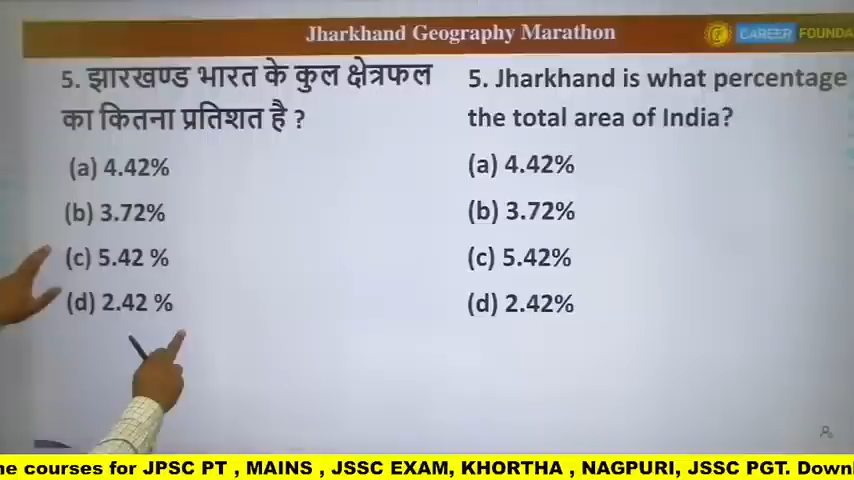 Jharkhand Geography Marathon
CAREER FOUNDA
5. झारखण्ड भारत के कुल क्षेत्रफल
का कितना प्रतिशत है ?
(a) 4.42%
(b) 3.72%
(c) 5.42 %
(d) 2.42 %
5. Jharkhand is what percentage
the total area of India?
(a) 4.42%
(b) 3.72%
(c) 5.42%
(d) 2.42%
ne courses for JPSC PT , MAINS , JSSC EXAM, KHORTHA , NAGPURI, JSSC PGT. Down